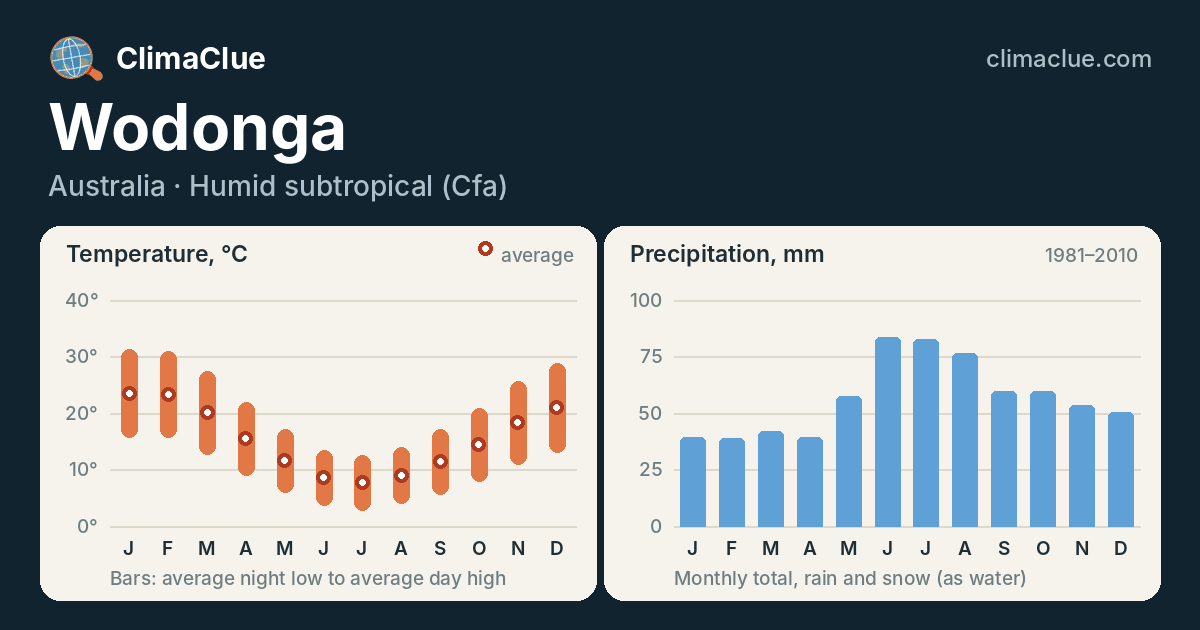 ClimaClue
climaclue.com
Wodonga
Australia · Humid subtropical (Cfa)
Temperature, °C
average
40°
30°
20°
10°
0°
J F M A M J J A S O N D
Bars: average night low to average day high
Precipitation, mm
1981–2010
100
75
50
25
0
J F M A M J J A S O N D
Monthly total, rain and snow (as water)